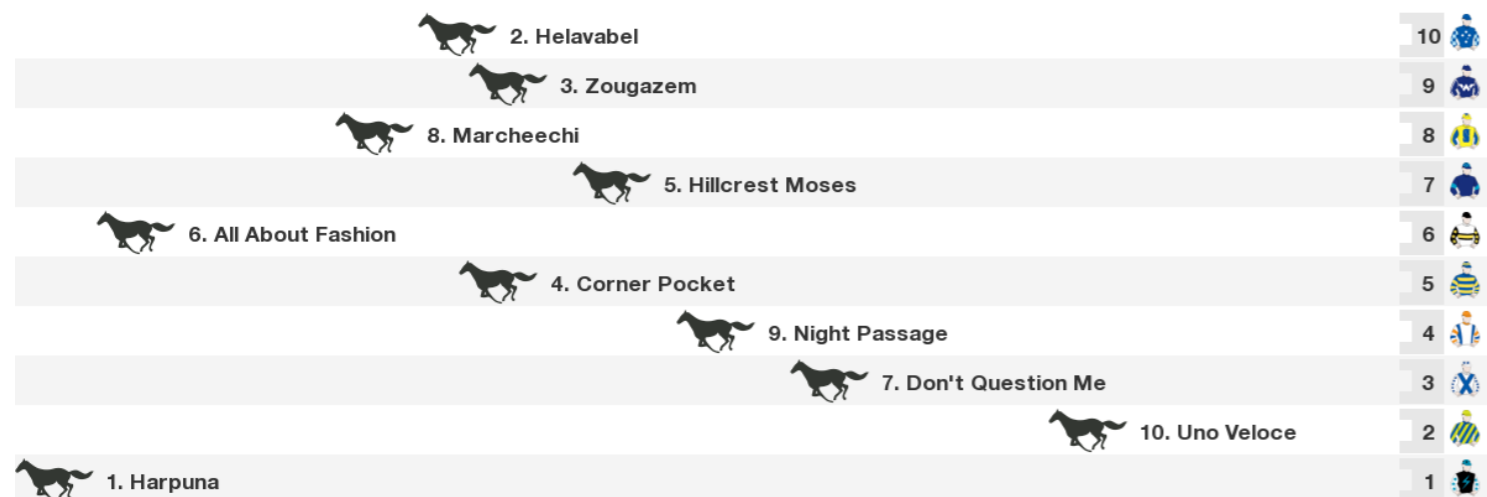 2. Helavabel 10
3. Zougazem 9
8. Marcheechi 8
5. Hillcrest Moses 7
6. All About Fashion 6
4. Corner Pocket 5
9. Night Passage 4
7. Don't Question Me 3
10. Uno Veloce 2
1. Harpuna 1